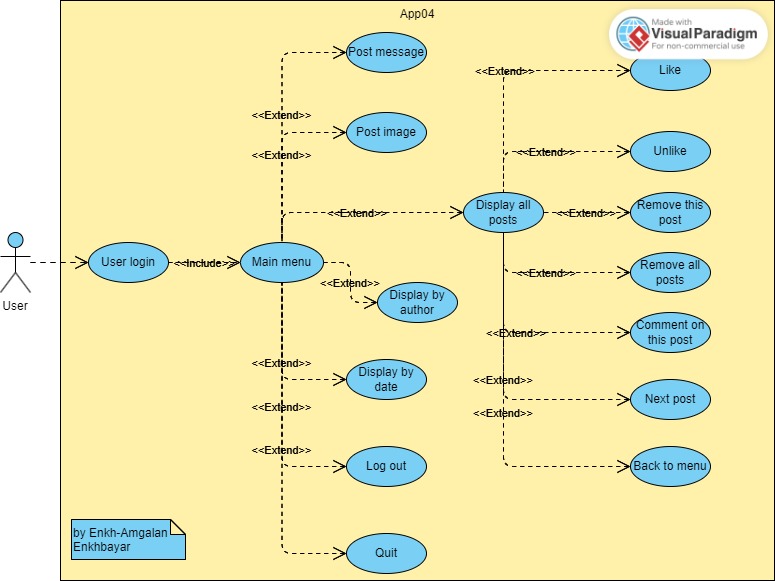 App04
Made with
VisualParadigm
For non-commercial use
Post message
<<Extend>>
Like
<<Extend>>
Post image
<<Extend>>
<<Extend>>
Unlike
<<Extend>>
Display all
posts
<<Extend>>
Remove this
post
User
User login
<<Include>>
Main menu
<<Extend>>
Remove all
posts
<<Extend>>
Display by
author
<<Extend>>
Comment on
this post
<<Extend>>
Display by
date
<<Extend>>
Next post
<<Extend>>
<<Extend>>
<<Extend>>
Log out
Back to menu
by Enkh-Amgalan
Enkhbayar
Quit